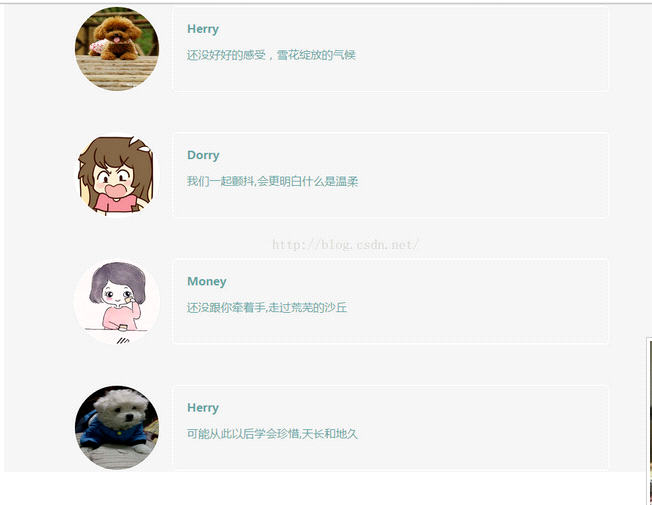 Herry
还没好好的感受，雪花绽放的气候
Dorry
我们一起颤抖,会更明白什么是温柔
http://blog.csdn.net/
Money
还没跟你牵着手,走过荒芜的沙丘
Herry
可能从此以后学会珍惜,天长和地久